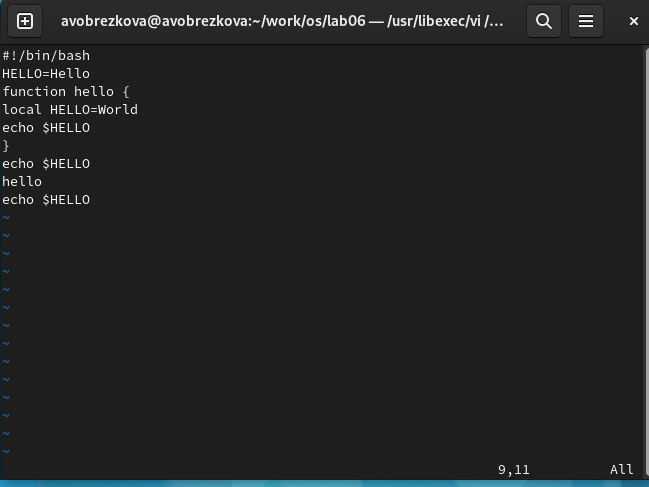 avobrezkova@avobrezkova:~/work/os/lab06 — /usr/libexec/vi /…
#!/bin/bash
HELLO=Hello
function hello {
local HELLO=World
echo $HELLO
}
echo $HELLO
hello
echo $HELLO
~
~
~
~
~
~
~
~
~
~
~
~
~
~
9,11 All